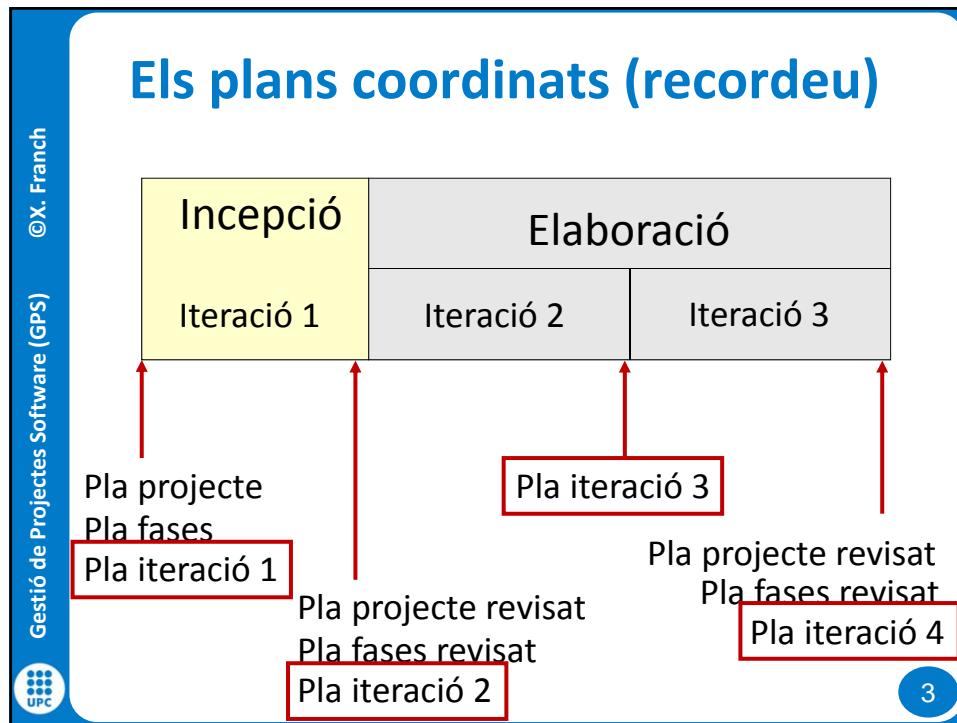 Els plans coordinats (recordeu)
Gestió de Projectes Software (GPS) ©X. Franch
Incepció
Elaboració
Iteració 1
Iteració 2
Iteració 3
Pla projecte
Pla fases
Pla iteració 1
Pla projecte revisat
Pla fases revisat
Pla iteració 2
Pla iteració 3
Pla projecte revisat
Pla fases revisat
Pla iteració 4
UPC
3